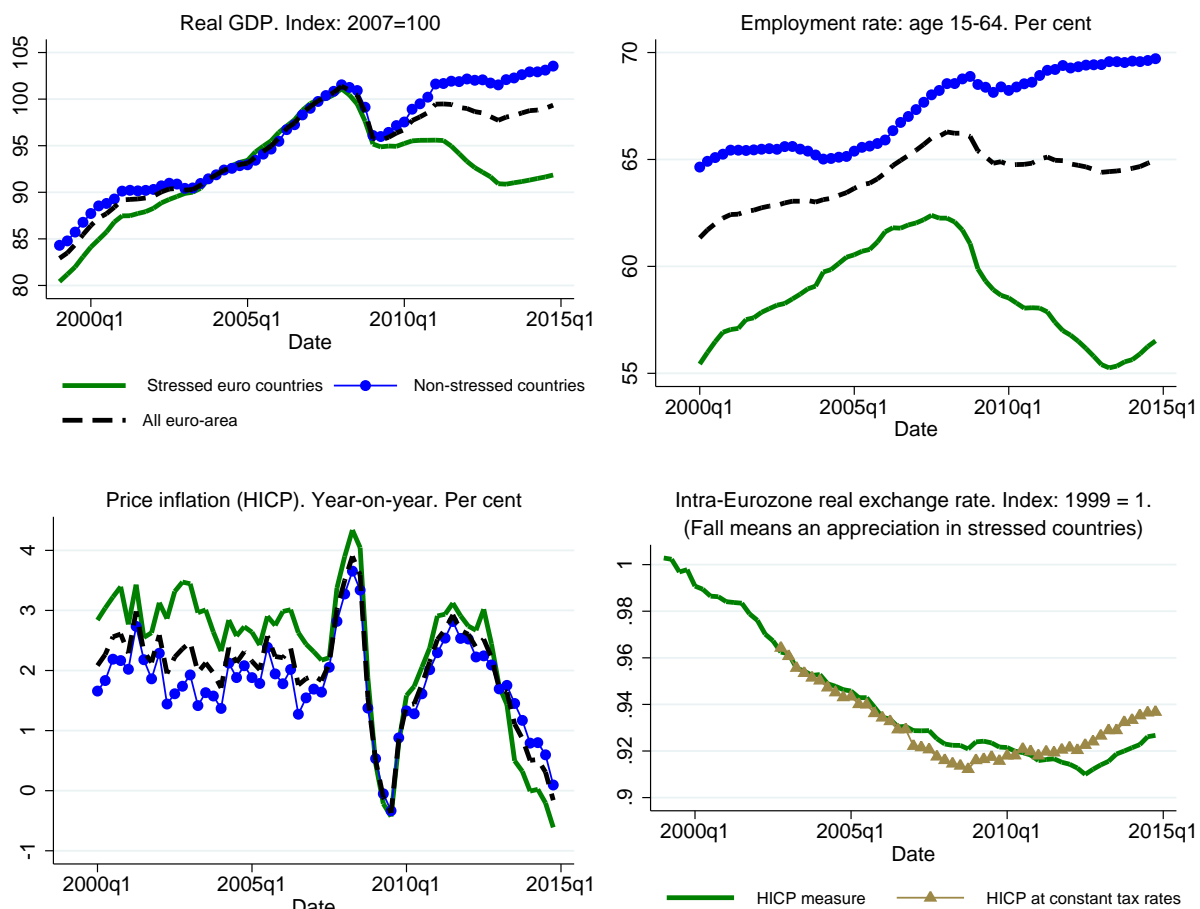 Real GDP. Index: 2007=100
105
100
95
90
85
80
2000q1 2005q1 2010q1 2015q1
Date
Stressed euro countries Non-stressed countries
All euro-area
Employment rate: age 15-64. Per cent
70
65
60
55
2000q1 2005q1 2010q1 2015q1
Date
Price inflation (HICP). Year-on-year. Per cent
4
3
2
1
0
-1
2000q1 2005q1 2010q1 2015q1
Date
Intra-Eurozone real exchange rate. Index: 1999 = 1.
(Fall means an appreciation in stressed countries)
1
.98
.96
.94
.92
.9
2000q1 2005q1 2010q1 2015q1
Date
HICP measure HICP at constant tax rates